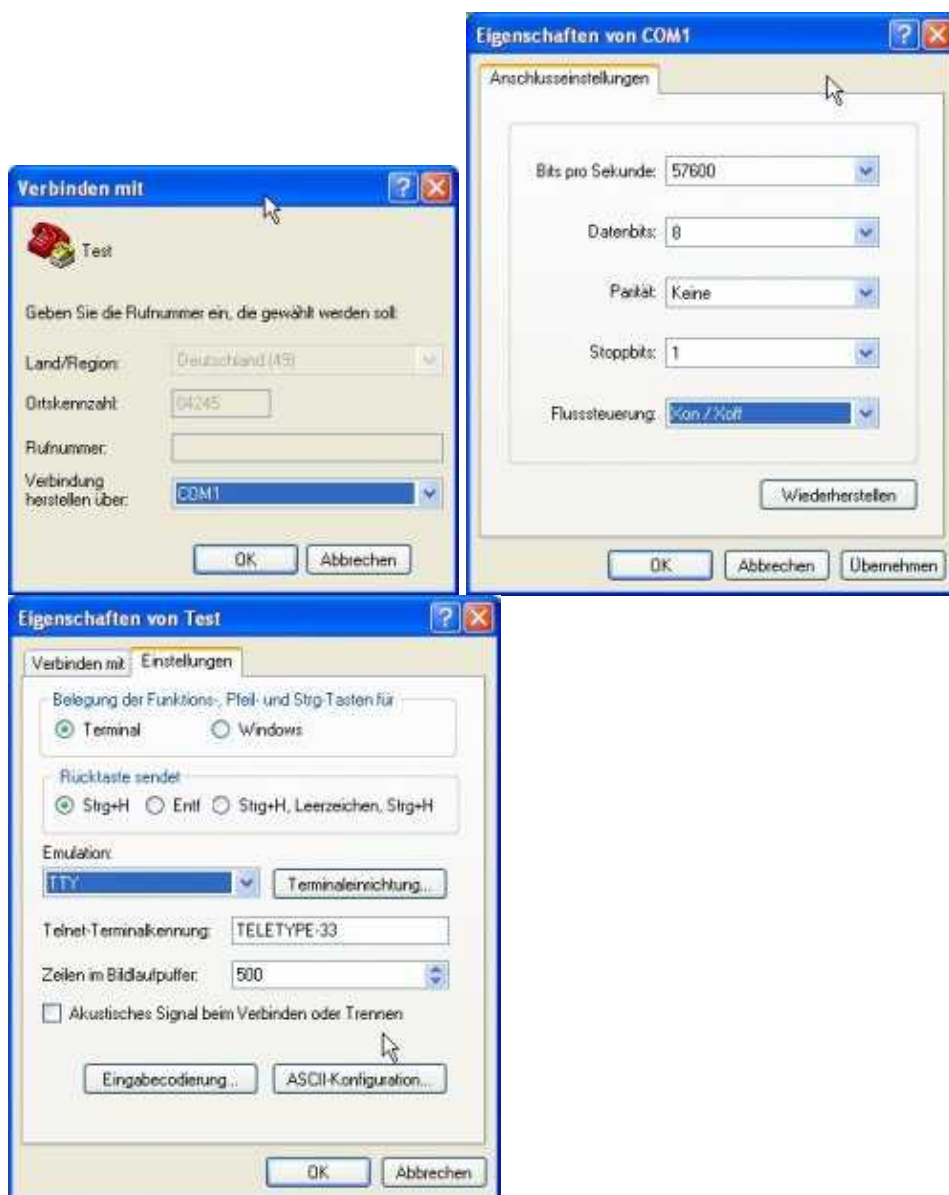 Verbinden mit
Test
Geben Sie die Rufnummer ein, die gewählt werden soll:
Land/Region:
Deutschland (49)
Ortskennzahl:
04245
Rufnummer:
Verbindung
herstellen über:
COM1
OK
Abbrechen
Eigenschaften von COM1
Anschlusseinstellungen
Bits pro Sekunde:
57600
Datenbits:
8
Parität:
Keine
Stoppbits:
1
Flusssteuerung:
Xon / Xoff
Wiederherstellen
OK
Abbrechen
Übernehmen
Eigenschaften von Test
Verbinden mit
Einstellungen
Belegung der Funktions-, Pfeil- und Strg-Tasten für
Terminal
Windows
Rücktaste sendet
Strg+H
Entf
Strg+H, Leerzeichen, Strg+H
Emulation:
TTY
Terminaleinrichtung...
Telnet-Terminalkennung:
TELETYPE-33
Zeilen im Bildlaufpuffer:
500
Akustisches Signal beim Verbinden oder Trennen
Eingabecodierung...
ASCII-Konfiguration...
OK
Abbrechen